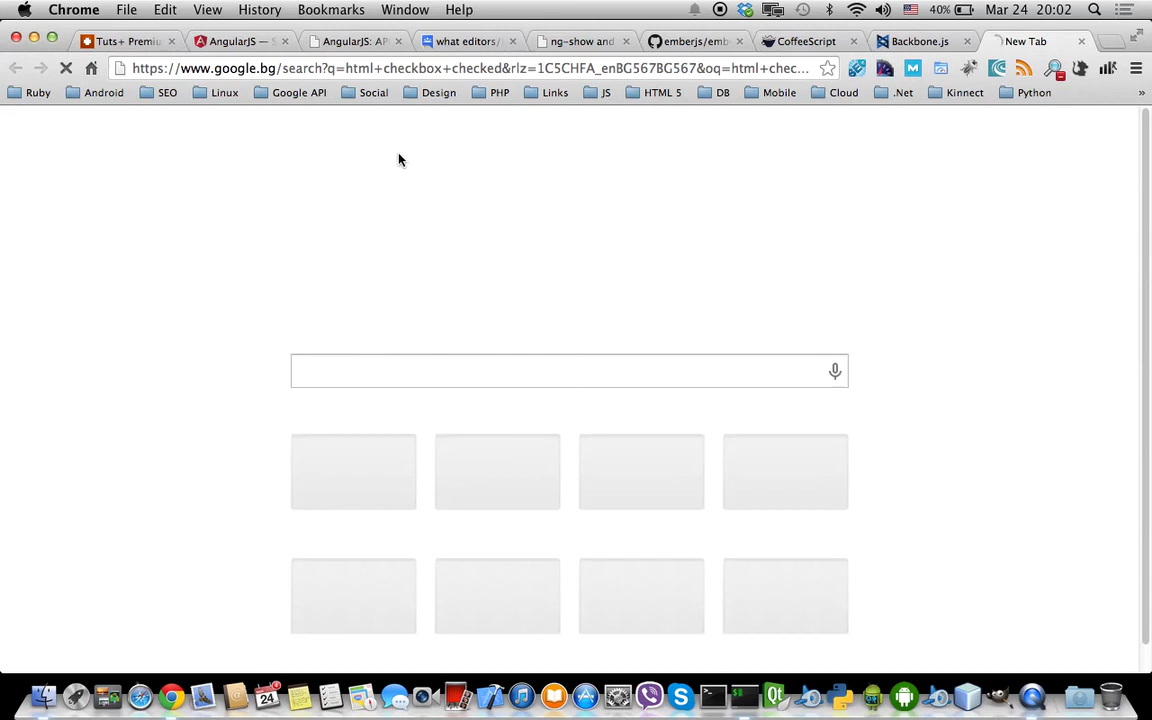 Chrome File Edit View History Bookmarks Window Help 40% Mar 24 20:02
Tuts+ Premiu AngularJS — S AngularJS: API what editors/ ng-show and emberjs/emb CoffeeScript Backbone.js New Tab
https://www.google.bg/search?q=html+checkbox+checked&rlz=1C5CHFA_enBG567BG567&oq=html+chec...
Ruby Android SEO Linux Google API Social Design PHP Links JS HTML 5 DB Mobile Cloud .Net Kinnect Python »